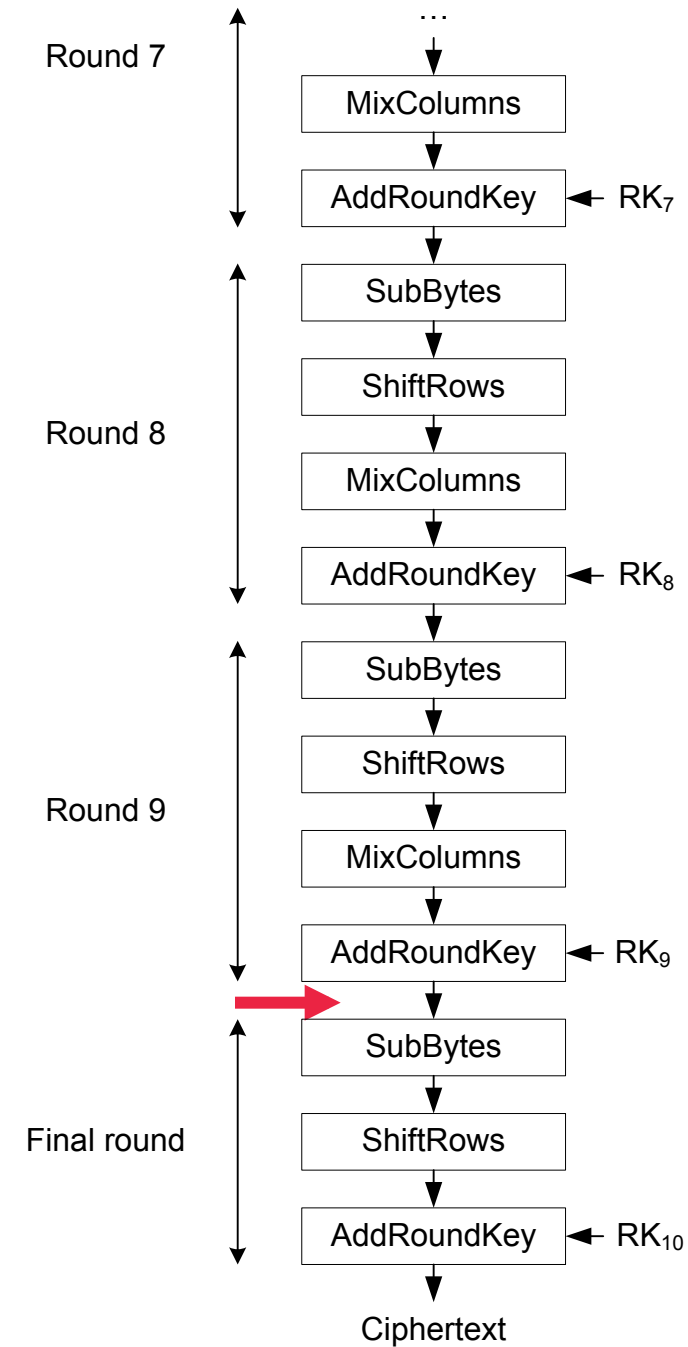 ...
Round 7
MixColumns
AddRoundKey
RK₇
SubBytes
ShiftRows
Round 8
MixColumns
AddRoundKey
RK₈
SubBytes
ShiftRows
Round 9
MixColumns
AddRoundKey
RK₉
SubBytes
Final round
ShiftRows
AddRoundKey
RK₁₀
Ciphertext